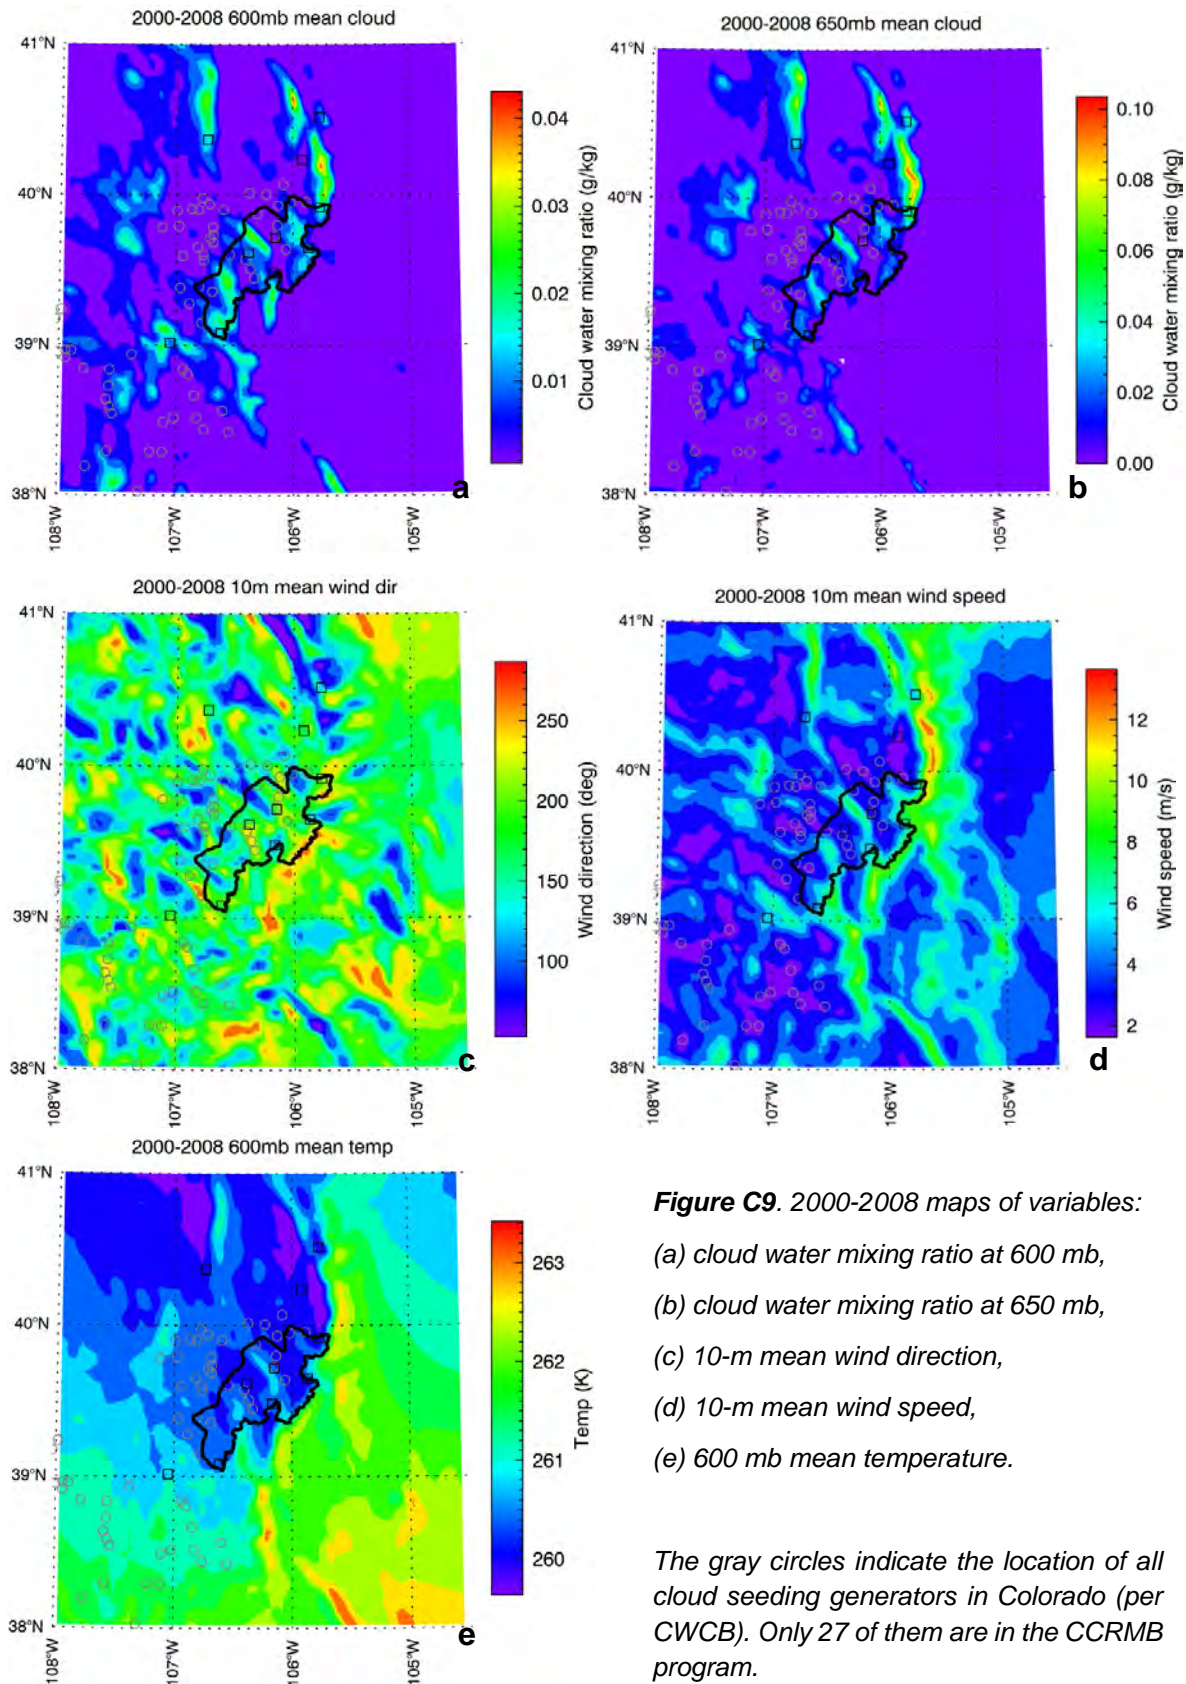 2000-2008 600mb mean cloud
41°N
40°N
39°N
38°N
108°W
107°W
106°W
105°W
0.04
0.03
0.02
0.01
Cloud water mixing ratio (g/kg)
a
2000-2008 650mb mean cloud
41°N
40°N
39°N
38°N
108°W
107°W
106°W
105°W
0.10
0.08
0.06
0.04
0.02
0.00
Cloud water mixing ratio (g/kg)
b
2000-2008 10m mean wind dir
41°N
40°N
39°N
38°N
108°W
107°W
106°W
105°W
250
200
150
100
Wind direction (deg)
c
2000-2008 10m mean wind speed
41°N
40°N
39°N
38°N
108°W
107°W
106°W
105°W
12
10
8
6
4
2
Wind speed (m/s)
d
2000-2008 600mb mean temp
41°N
40°N
39°N
38°N
108°W
107°W
106°W
105°W
263
262
261
260
Temp (K)
e
Figure C9. 2000-2008 maps of variables:
(a) cloud water mixing ratio at 600 mb,
(b) cloud water mixing ratio at 650 mb,
(c) 10-m mean wind direction,
(d) 10-m mean wind speed,
(e) 600 mb mean temperature.
The gray circles indicate the location of all
cloud seeding generators in Colorado (per
CWCB). Only 27 of them are in the CCRMB
program.